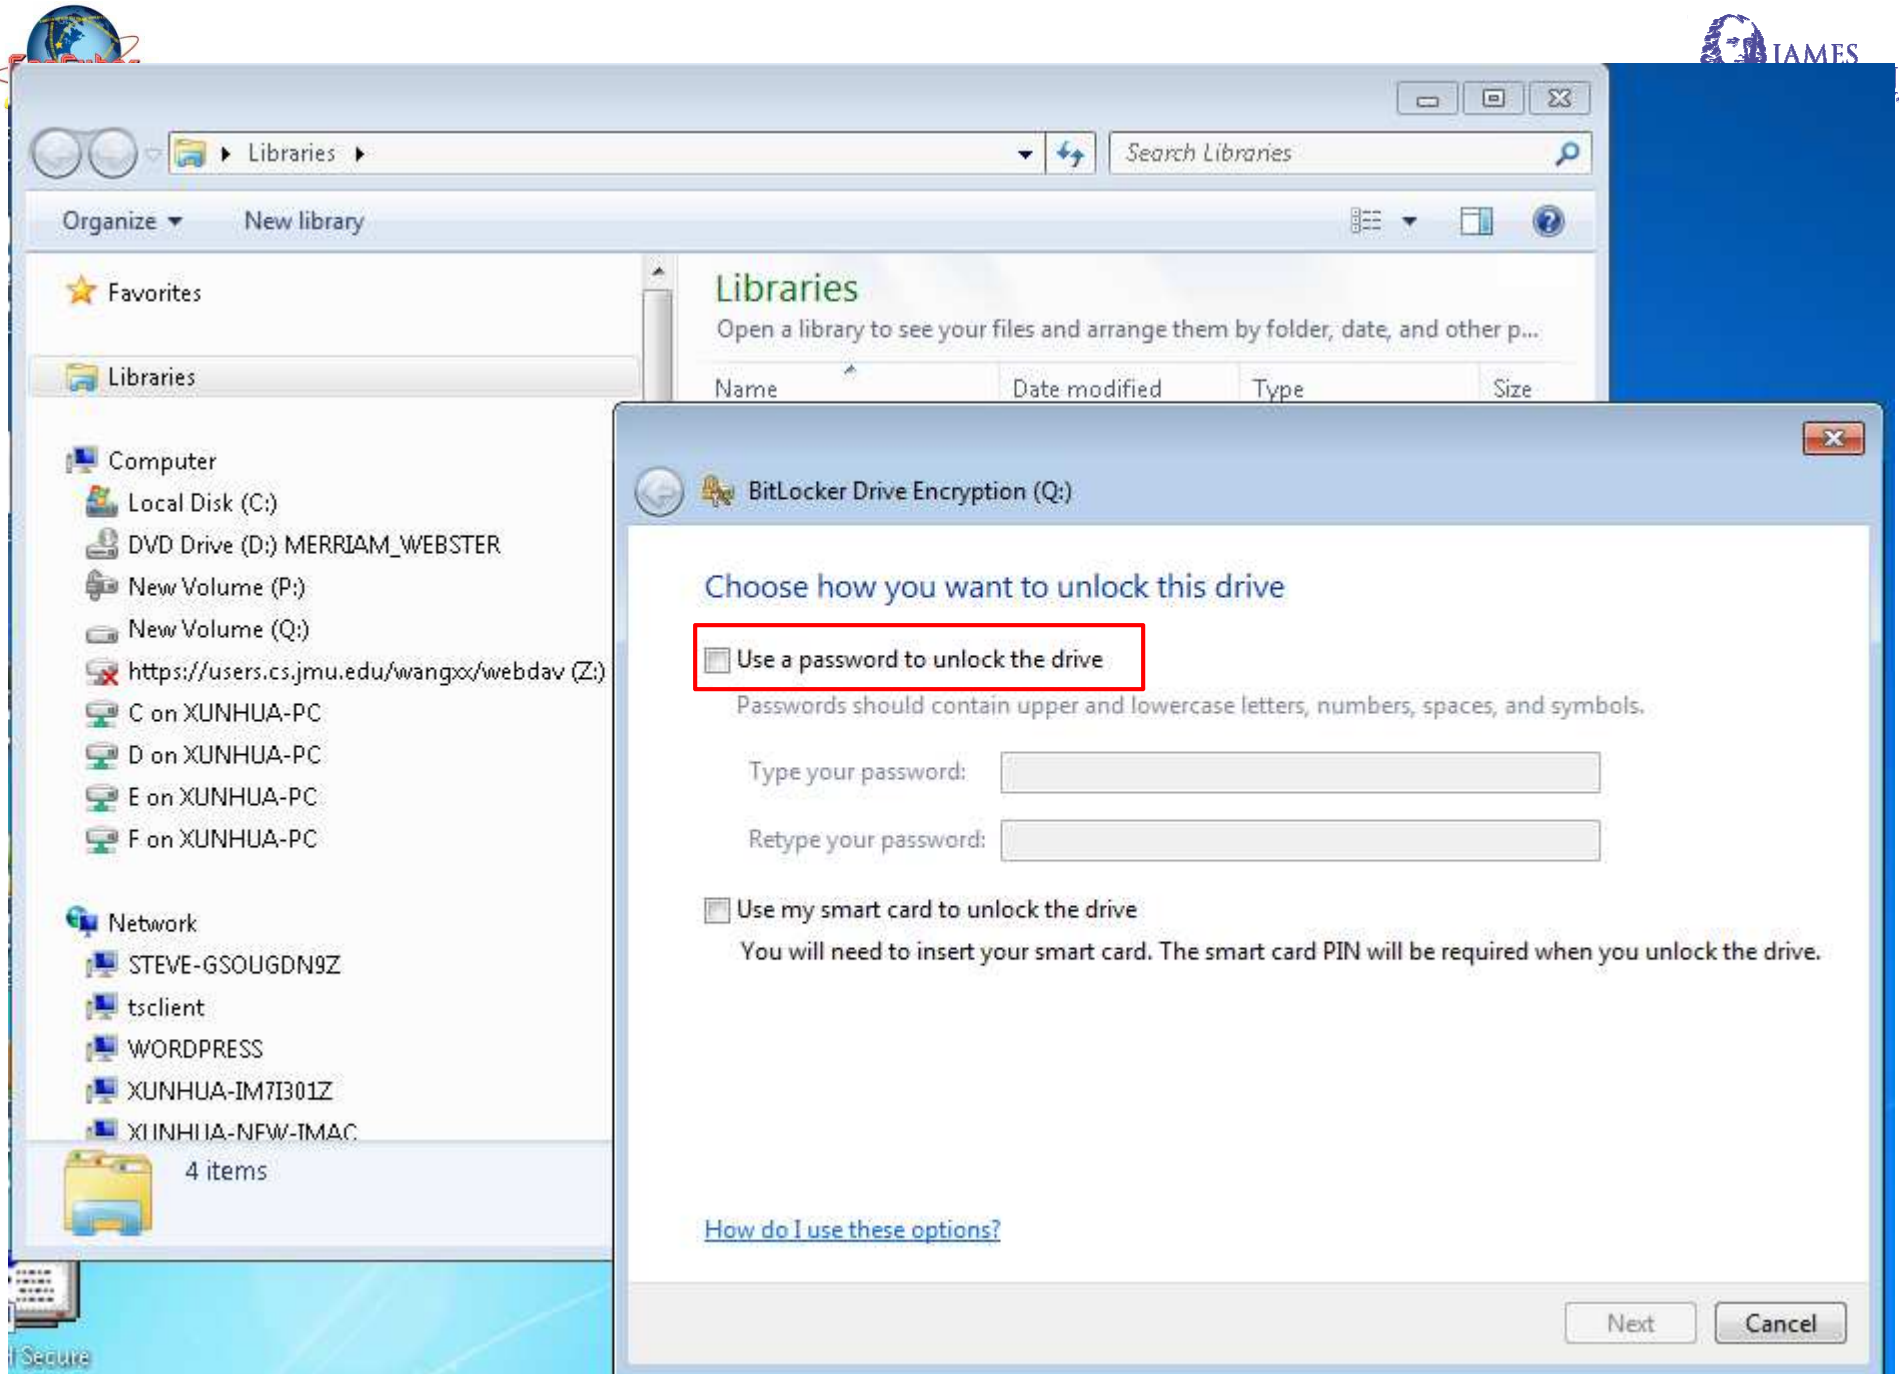 JAMES
Libraries
Search Libraries
Organize
New library
Favorites
Libraries
Computer
Local Disk (C:)
DVD Drive (D:) MERRIAM_WEBSTER
New Volume (P:)
New Volume (Q:)
https://users.cs.jmu.edu/wangxx/webdav (Z:)
C on XUNHUA-PC
D on XUNHUA-PC
E on XUNHUA-PC
F on XUNHUA-PC
Network
STEVE-GSOUGDN9Z
tsclient
WORDPRESS
XUNHUA-IM7I301Z
XUNHUA-NEW-IMAC
4 items
Libraries
Open a library to see your files and arrange them by folder, date, and other p...
Name Date modified Type Size
BitLocker Drive Encryption (Q:)
Choose how you want to unlock this drive
Use a password to unlock the drive
Passwords should contain upper and lowercase letters, numbers, spaces, and symbols.
Type your password:
Retype your password:
Use my smart card to unlock the drive
You will need to insert your smart card. The smart card PIN will be required when you unlock the drive.
How do I use these options?
Next Cancel
Secure